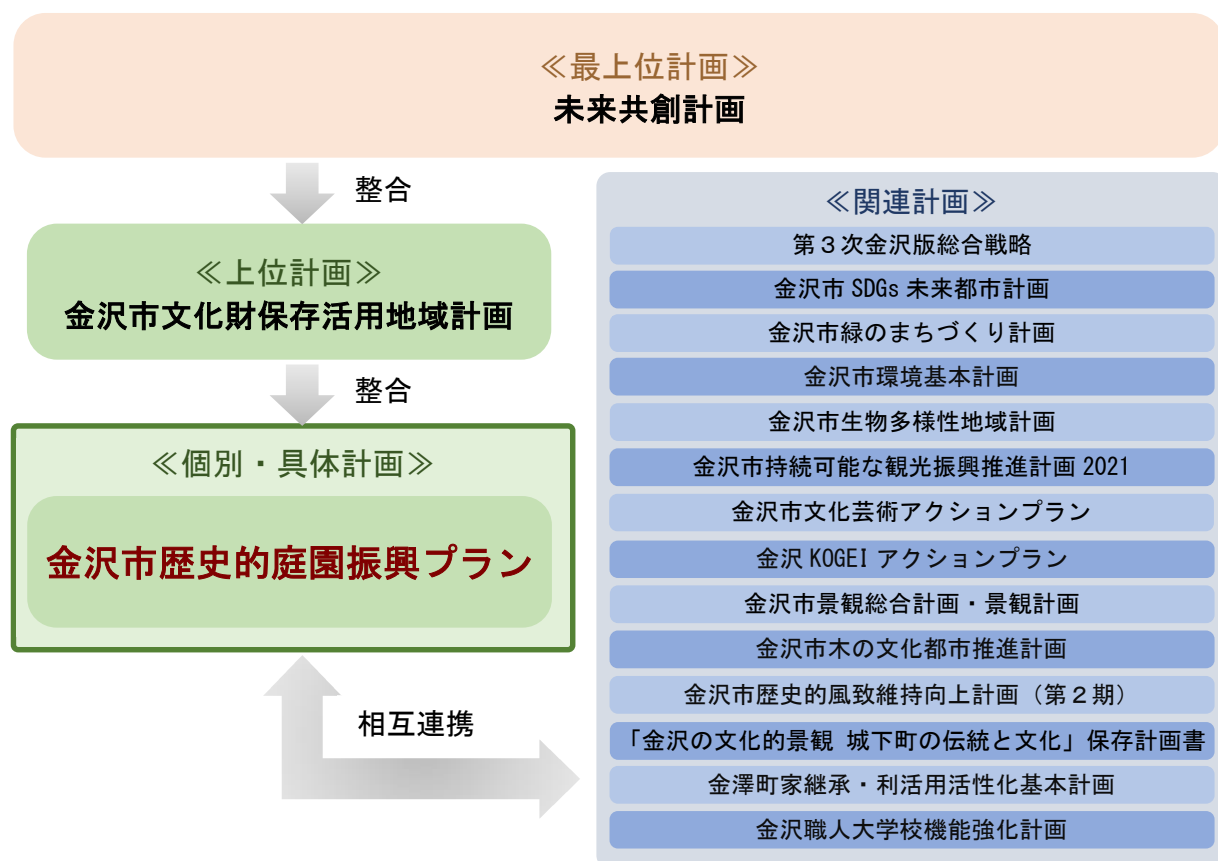 ≪最上位計画≫
未来共創計画
整合
≪上位計画≫
金沢市文化財保存活用地域計画
整合
≪個別・具体計画≫
金沢市歴史的庭園振興プラン
相互連携
≪関連計画≫
第３次金沢版総合戦略
金沢市 SDGs 未来都市計画
金沢市緑のまちづくり計画
金沢市環境基本計画
金沢市生物多様性地域計画
金沢市持続可能な観光振興推進計画 2021
金沢市文化芸術アクションプラン
金沢 KOGEI アクションプラン
金沢市景観総合計画・景観計画
金沢市木の文化都市推進計画
金沢市歴史的風致維持向上計画（第２期）
「金沢の文化的景観 城下町の伝統と文化」保存計画書
金澤町家継承・利活用活性化基本計画
金沢職人大学校機能強化計画